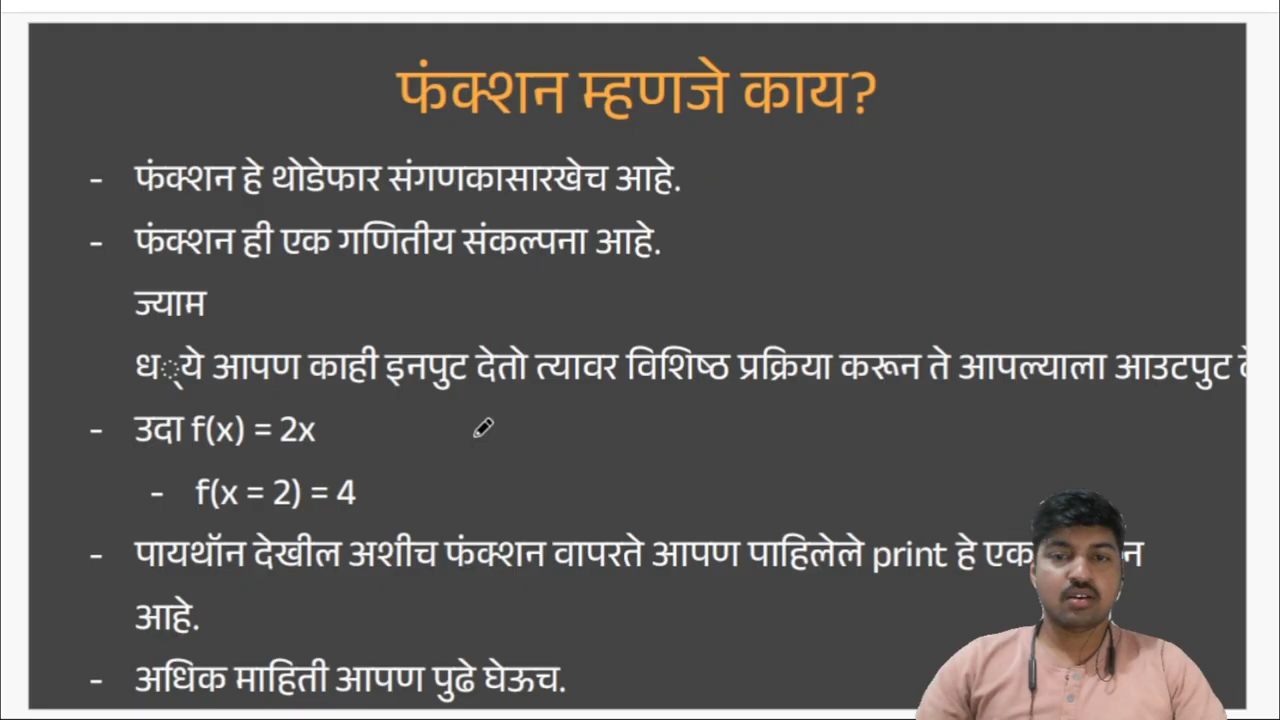 फंक्शन म्हणजे काय?
- फंक्शन हे थोडेफार संगणकासारखेच आहे.
- फंक्शन ही एक गणितीय संकल्पना आहे.
ज्याम
ध्ये आपण काही इनपुट देतो त्यावर विशिष्ठ प्रक्रिया करून ते आपल्याला आउटपुट
- उदा f(x) = 2x
- f(x = 2) = 4
- पायथॉन देखील अशीच फंक्शन वापरते आपण पाहिलेले print हे एक
आहे.
- अधिक माहिती आपण पुढे घेऊच.